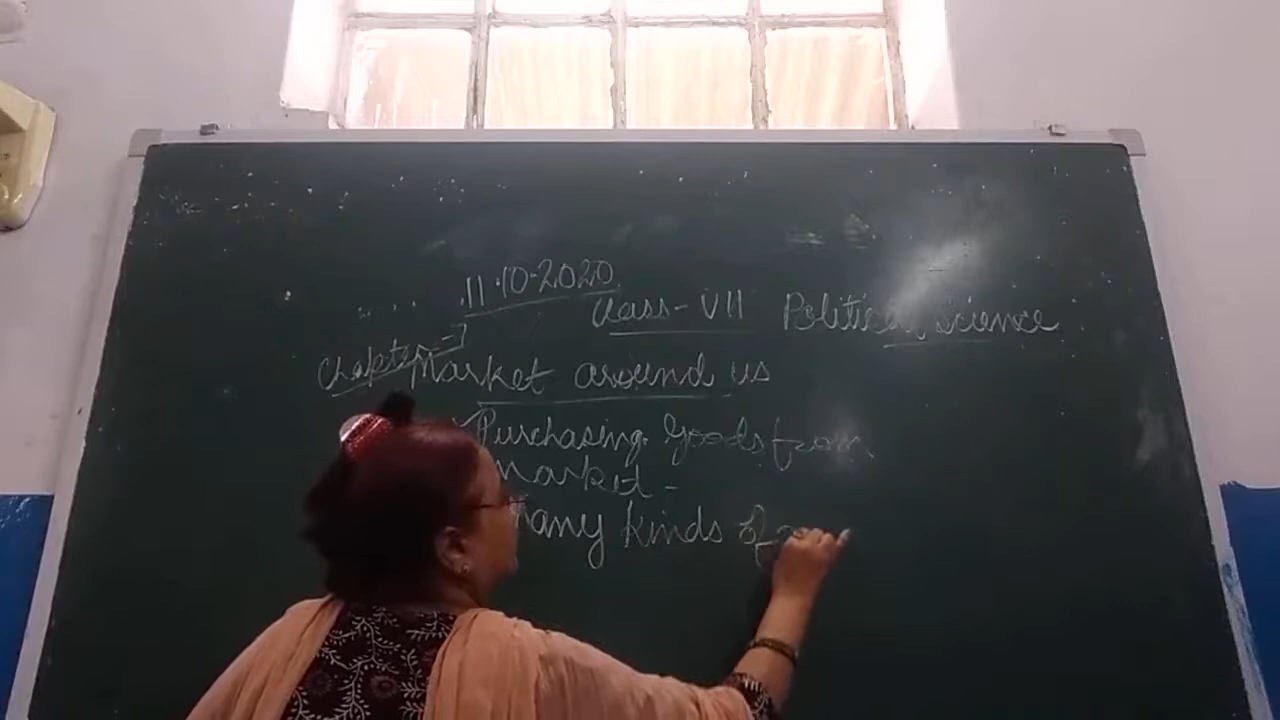 11.10.2020
Class-VII Political Science
Chapter-7
Market around us
Purchasing Goods from
Market-
Many kinds of